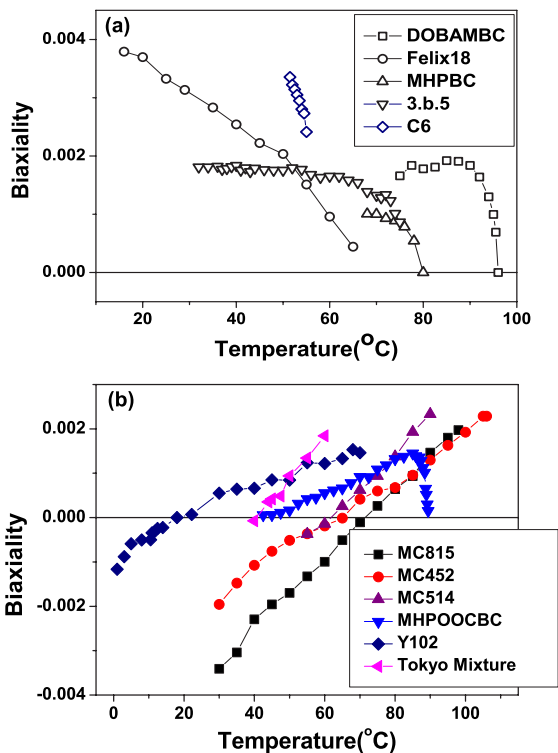 (a)
DOBAMBC
Felix18
MHPBC
3.b.5
C6
0.004
0.002
0.000
Biaxiality
20 40 60 80 100
Temperature(°C)
(b)
0.002
0.000
-0.002
-0.004
Biaxiality
MC815
MC452
MC514
MHPOOCBC
Y102
Tokyo Mixture
0 20 40 60 80 100
Temperature(°C)